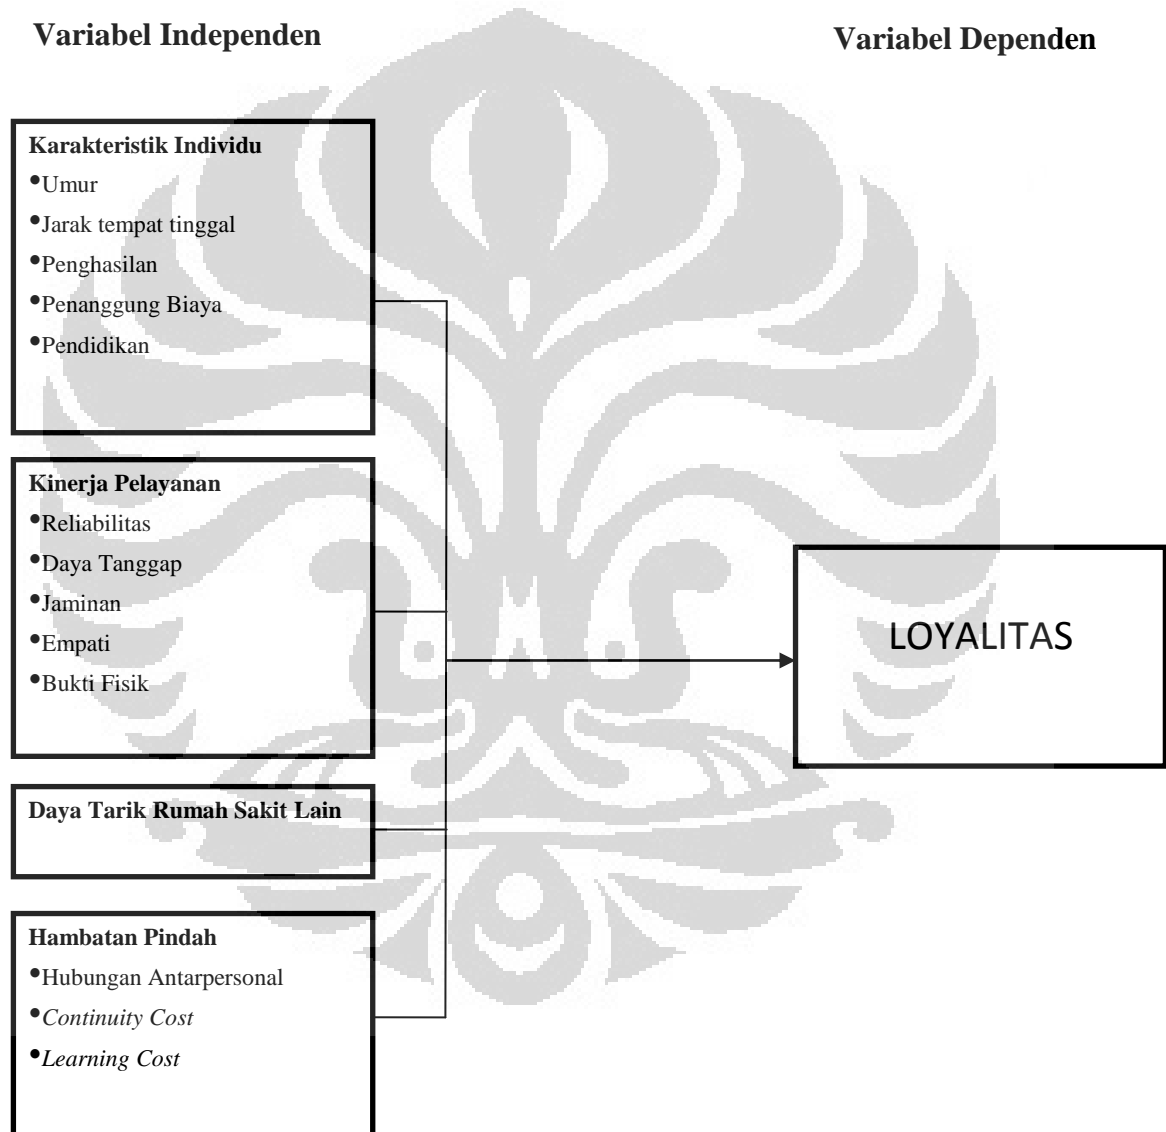 Variabel Independen
Variabel Dependen
Karakteristik Individu
•Umur
•Jarak tempat tinggal
•Penghasilan
•Penanggung Biaya
•Pendidikan
Kinerja Pelayanan
•Reliabilitas
•Daya Tanggap
•Jaminan
•Empati
•Bukti Fisik
Daya Tarik Rumah Sakit Lain
Hambatan Pindah
•Hubungan Antarpersonal
•Continuity Cost
•Learning Cost
LOYALITAS